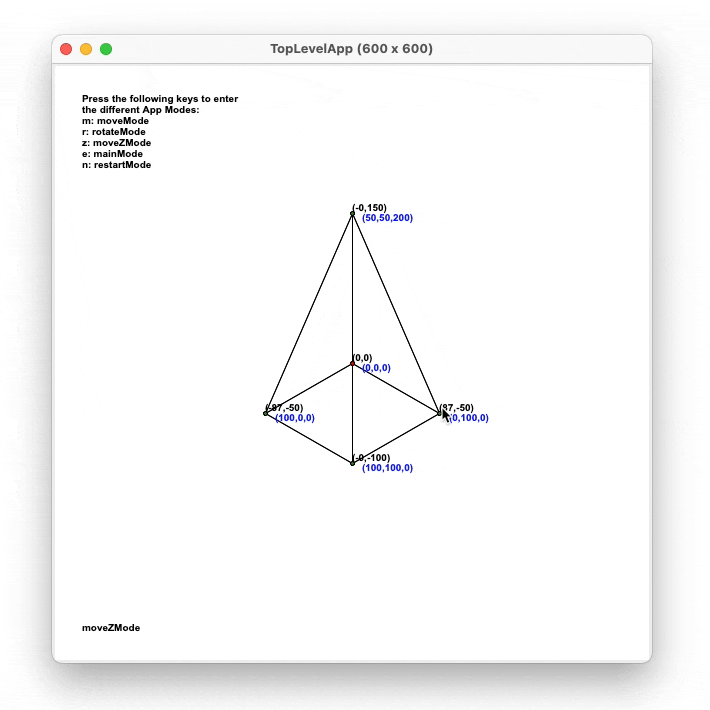 TopLevelApp (600 x 600)
Press the following keys to enter
the different App Modes:
m: moveMode
r: rotateMode
z: moveZMode
e: mainMode
n: restartMode
(-0,150)
(50,50,200)
(0,0)
(0,0,0)
(-87,-50)
(100,0,0)
(87,-50)
0,100,0)
(-0,-100)
(100,100,0)
moveZMode